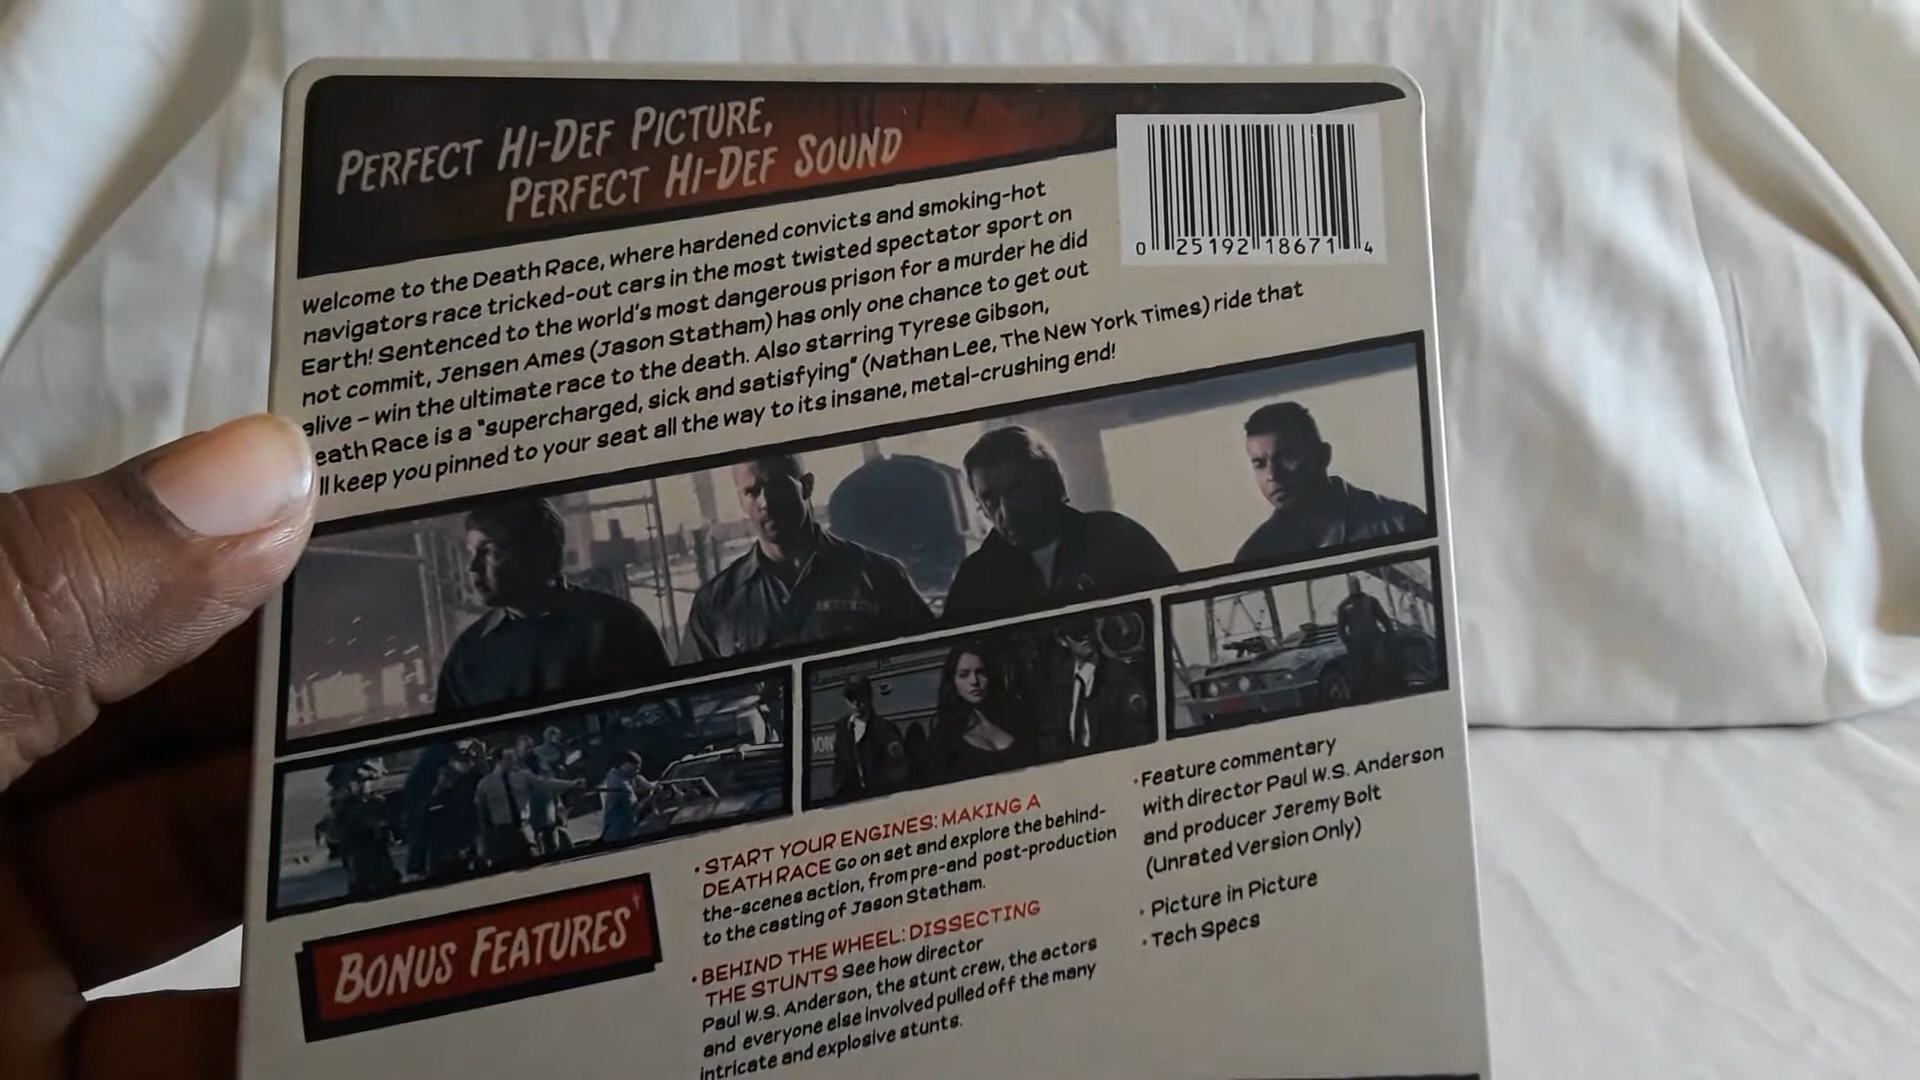 PERFECT HI-DEF PICTURE,
PERFECT HI-DEF SOUND
Welcome to the Death Race, where hardened convicts and smoking-hot
navigators race tricked-out cars in the most twisted spectator sport on
Earth! Sentenced to the world's most dangerous prison for a murder he did
not commit, Jensen Ames (Jason Statham) has only one chance to get out
alive – win the ultimate race to the death. Also starring Tyrese Gibson,
eath Race is a "supercharged, sick and satisfying" (Nathan Lee, The New York Times) ride that
ll keep you pinned to your seat all the way to its insane, metal-crushing end!
0 25192 18671 4
BONUS FEATURES†
• START YOUR ENGINES: MAKING A
DEATH RACE Go on set and explore the behind-
the-scenes action, from pre-and post-production
to the casting of Jason Statham.
• BEHIND THE WHEEL: DISSECTING
THE STUNTS See how director
Paul W.S. Anderson, the stunt crew, the actors
and everyone else involved pulled off the many
intricate and explosive stunts.
• Feature commentary
with director Paul W.S. Anderson
and producer Jeremy Bolt
(Unrated Version Only)
• Picture in Picture
• Tech Specs